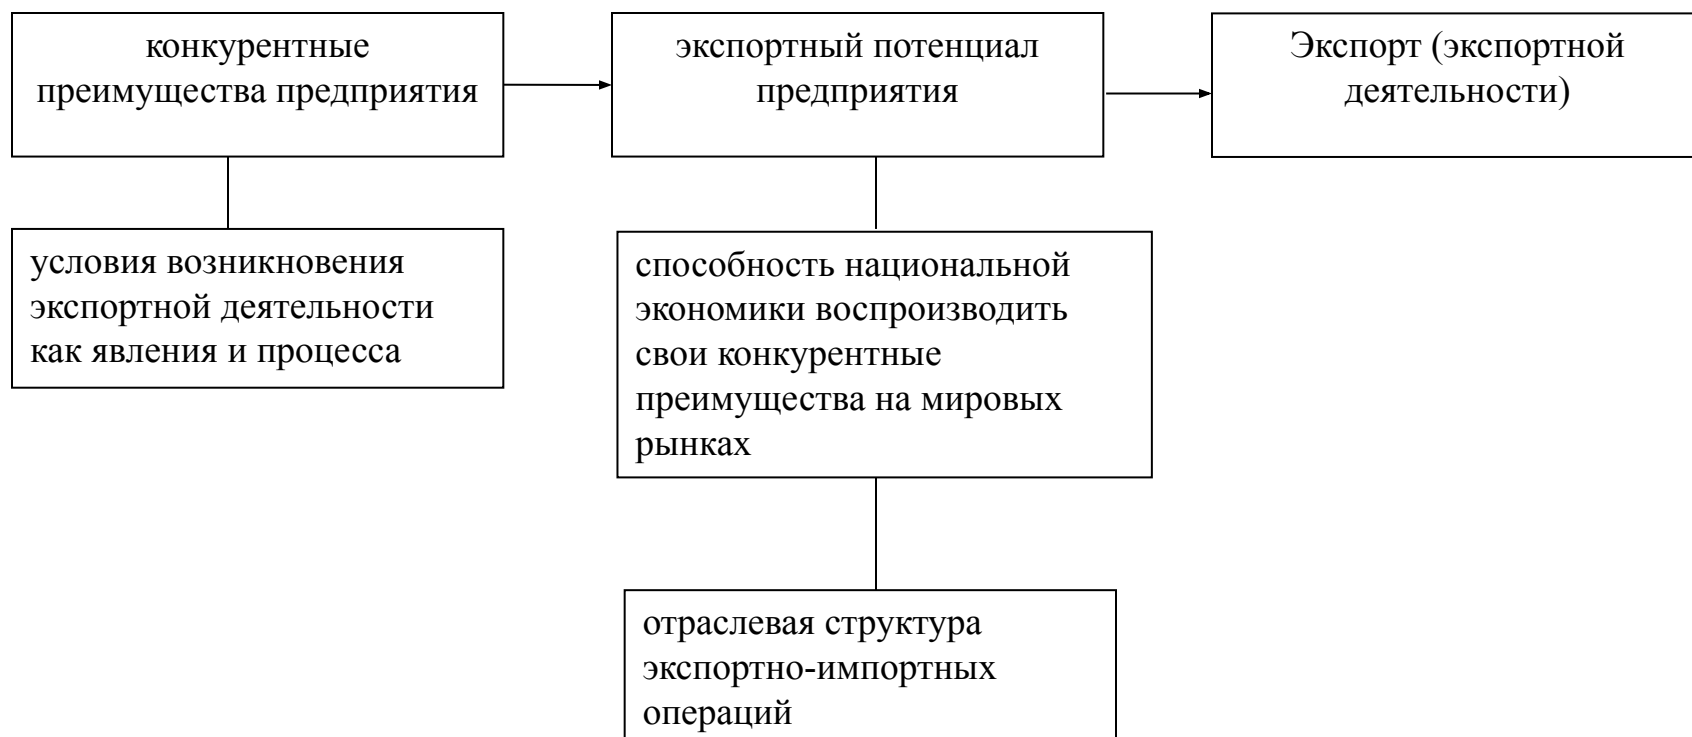 конкурентные
преимущества предприятия
экспортный потенциал
предприятия
Экспорт (экспортной
деятельности)
условия возникновения
экспортной деятельности
как явления и процесса
способность национальной
экономики воспроизводить
свои конкурентные
преимущества на мировых
рынках
отраслевая структура
экспортно-импортных
операций